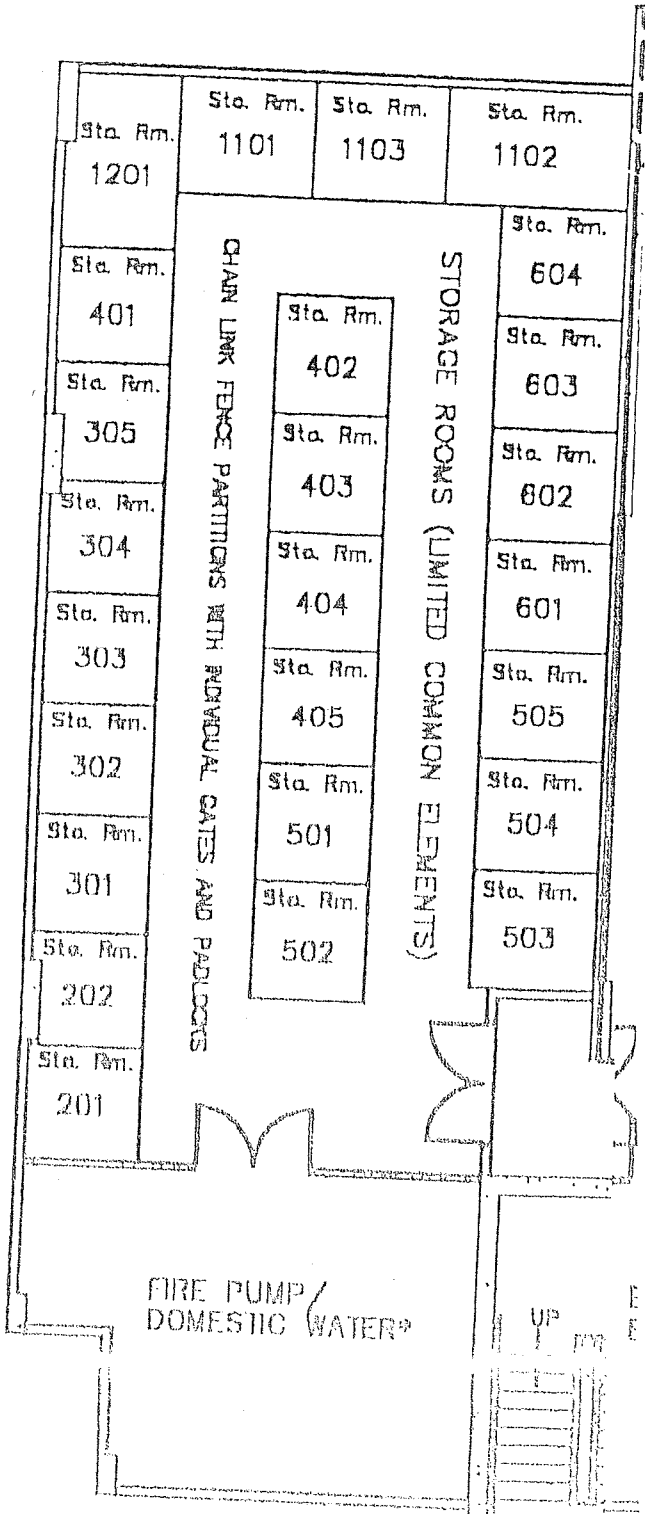 Sto. Rm.
1201
Sto. Rm.
1101
Sto. Rm.
1103
Sto. Rm.
1102
Sto. Rm.
401
Sto. Rm.
305
Sto. Rm.
304
Sto. Rm.
303
Sto. Rm.
302
Sto. Rm.
301
Sto. Rm.
202
Sto. Rm.
201
CHAIN LINK FENCE PARTITIONS WITH INDIVIDUAL GATES AND PADLOCKS
Sto. Rm.
402
Sto. Rm.
403
Sto. Rm.
404
Sto. Rm.
405
Sto. Rm.
501
Sto. Rm.
502
STORAGE ROOMS (LIMITED COMMON ELEMENTS)
Sto. Rm.
604
Sto. Rm.
603
Sto. Rm.
602
Sto. Rm.
601
Sto. Rm.
505
Sto. Rm.
504
Sto. Rm.
503
FIRE PUMP/
DOMESTIC WATER
UP
E
E